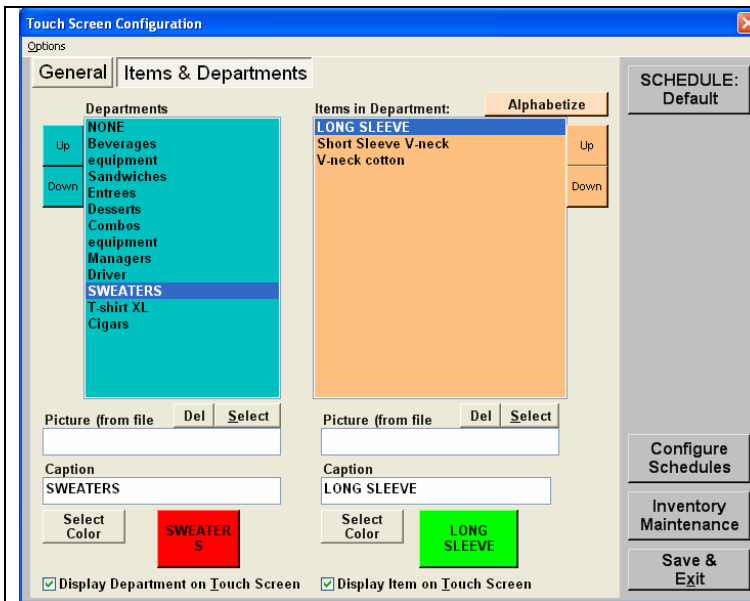 Touch Screen Configuration
Options
General
Items & Departments
Departments
Up
Down
NONE
Beverages
equipment
Sandwiches
Entrees
Desserts
Combos
equipment
Managers
Driver
SWEATERS
T-shirt XL
Cigars
Items in Department:
Alphabetize
LONG SLEEVE
Short Sleeve V-neck
V-neck cotton
Up
Down
Picture (from file
Del
Select
Caption
SWEATERS
Select
Color
SWEATER
S
Display Department on Touch Screen
Picture (from file
Del
Select
Caption
LONG SLEEVE
Select
Color
LONG
SLEEVE
Display Item on Touch Screen
SCHEDULE:
Default
Configure
Schedules
Inventory
Maintenance
Save &
Exit